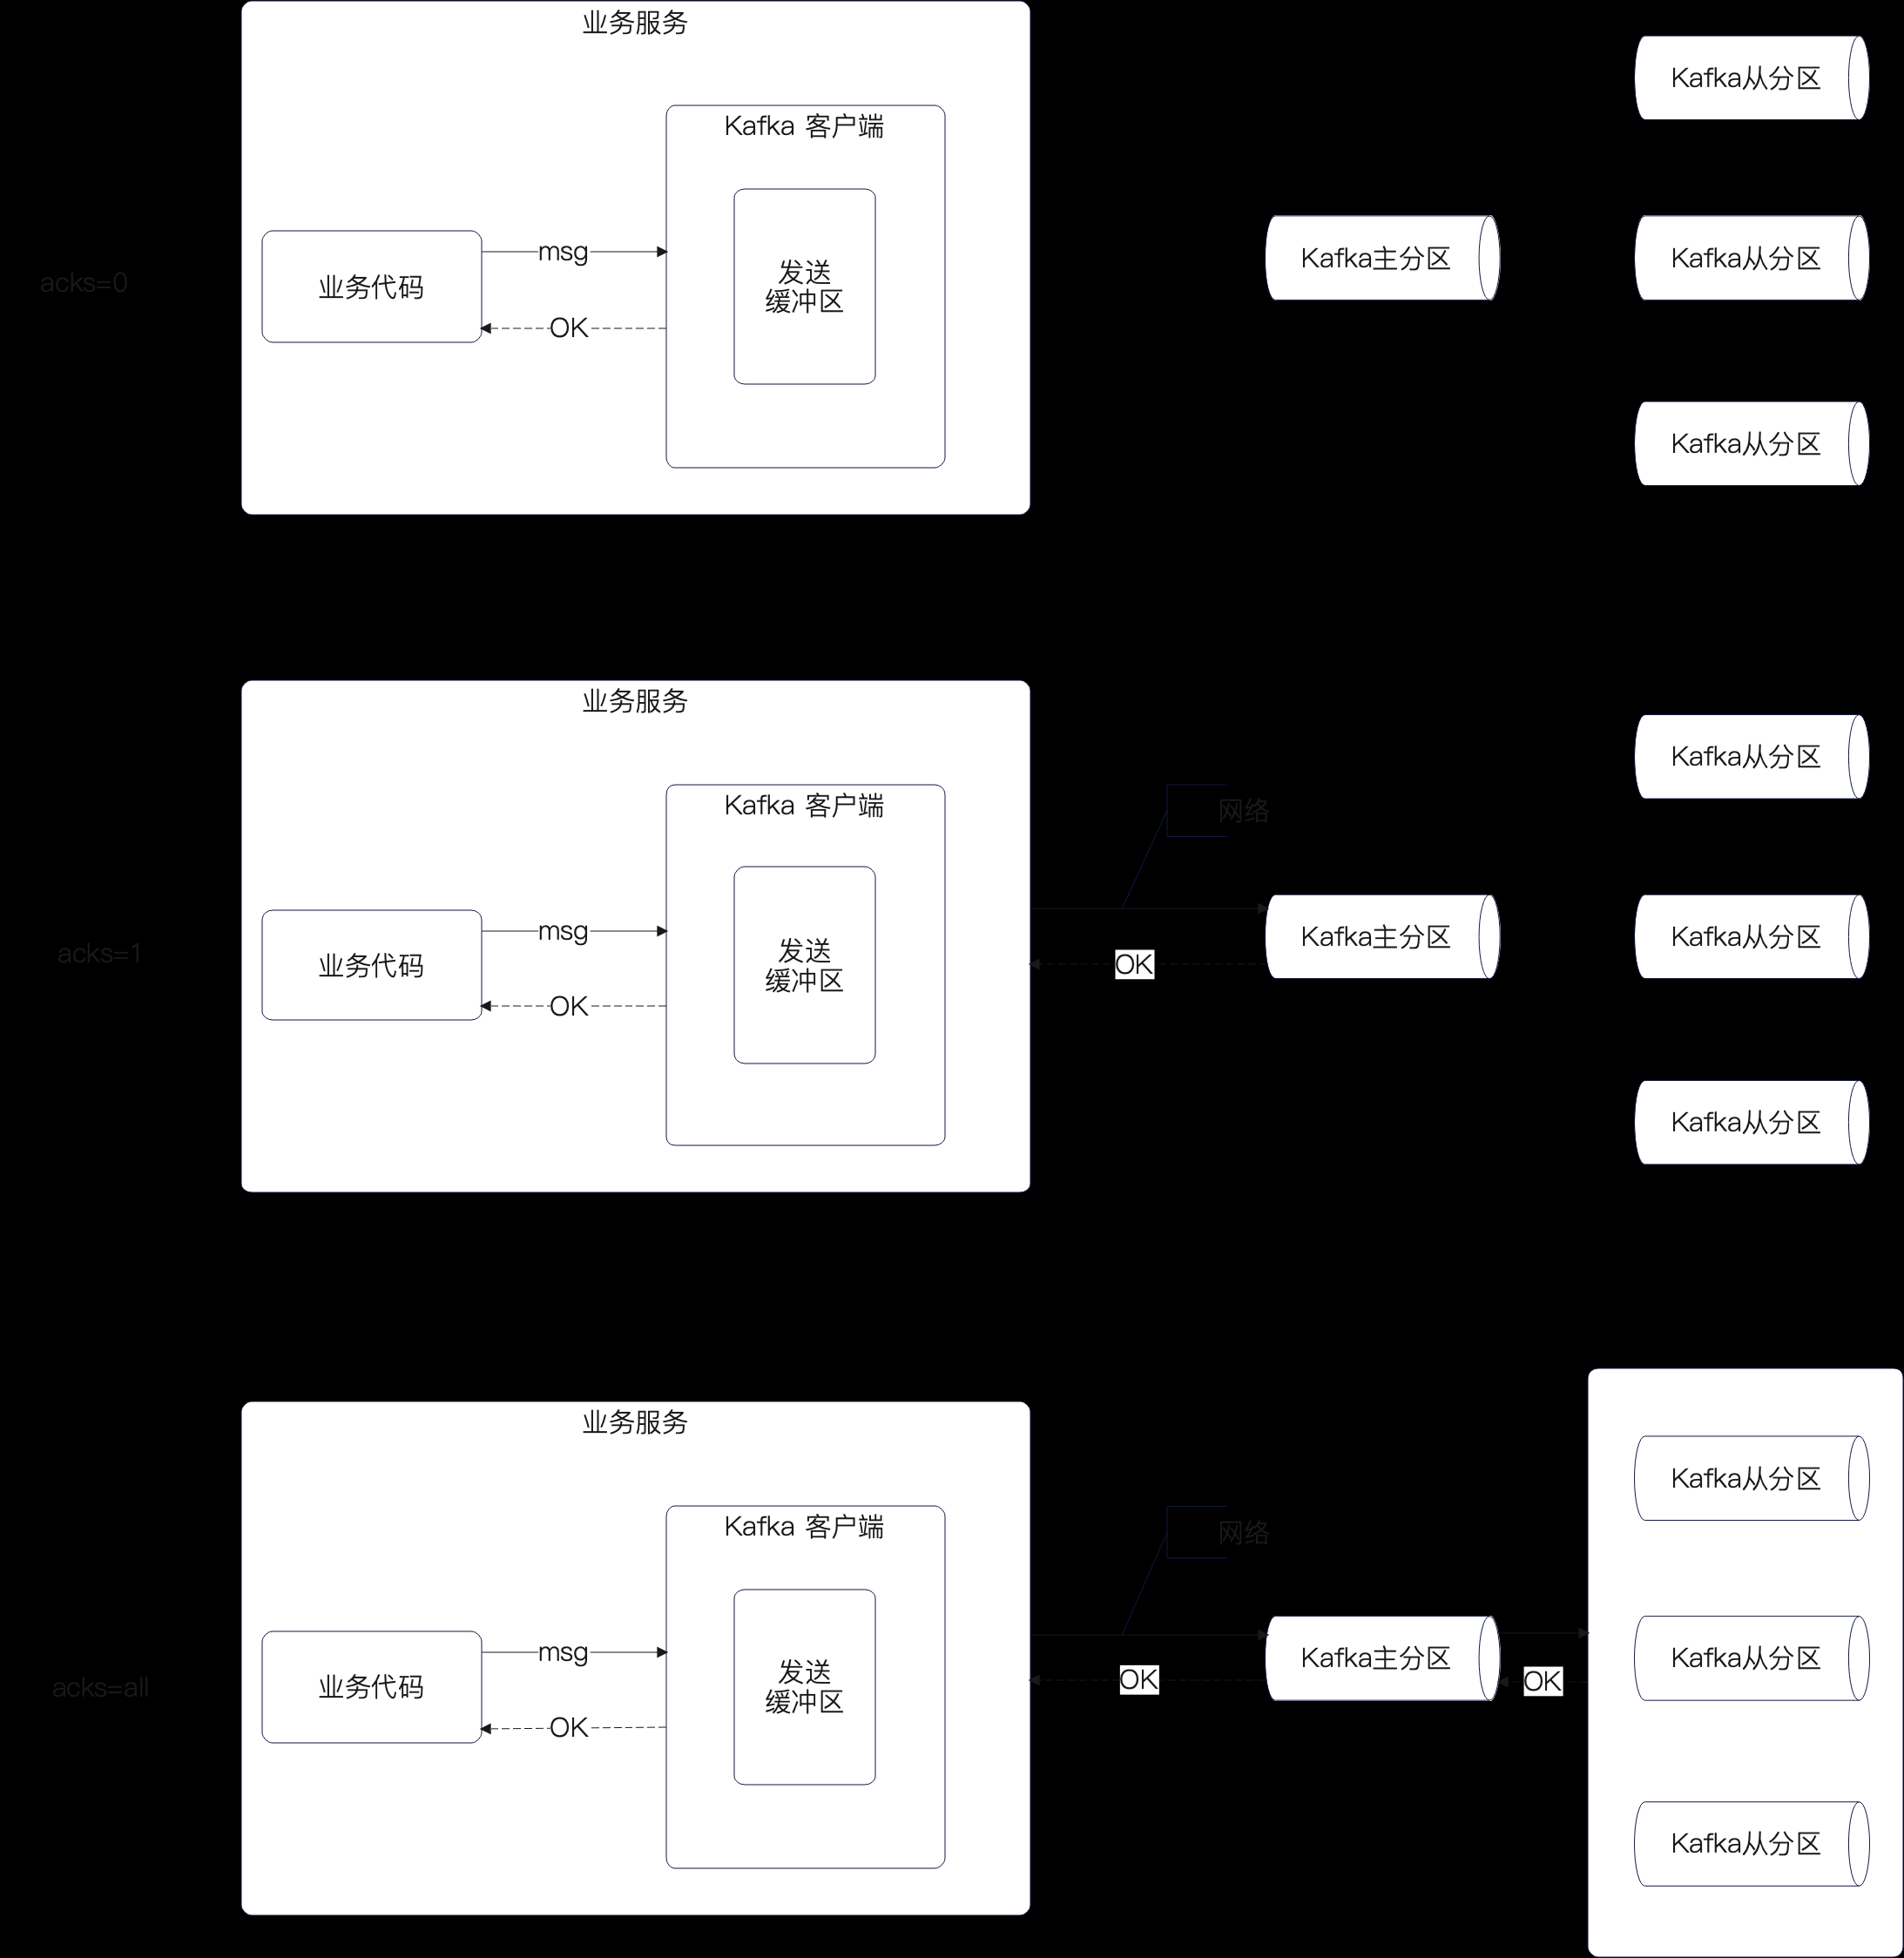 业务服务
Kafka从分区
Kafka 客户端
msg
Kafka主分区
Kafka从分区
acks=0
业务代码
发送
缓冲区
OK
Kafka从分区
业务服务
Kafka从分区
Kafka 客户端
网络
msg
Kafka主分区
Kafka从分区
acks=1
业务代码
发送
缓冲区
OK
OK
Kafka从分区
业务服务
Kafka从分区
Kafka 客户端
网络
msg
Kafka主分区
Kafka从分区
acks=all
业务代码
发送
缓冲区
OK
OK
OK
Kafka从分区